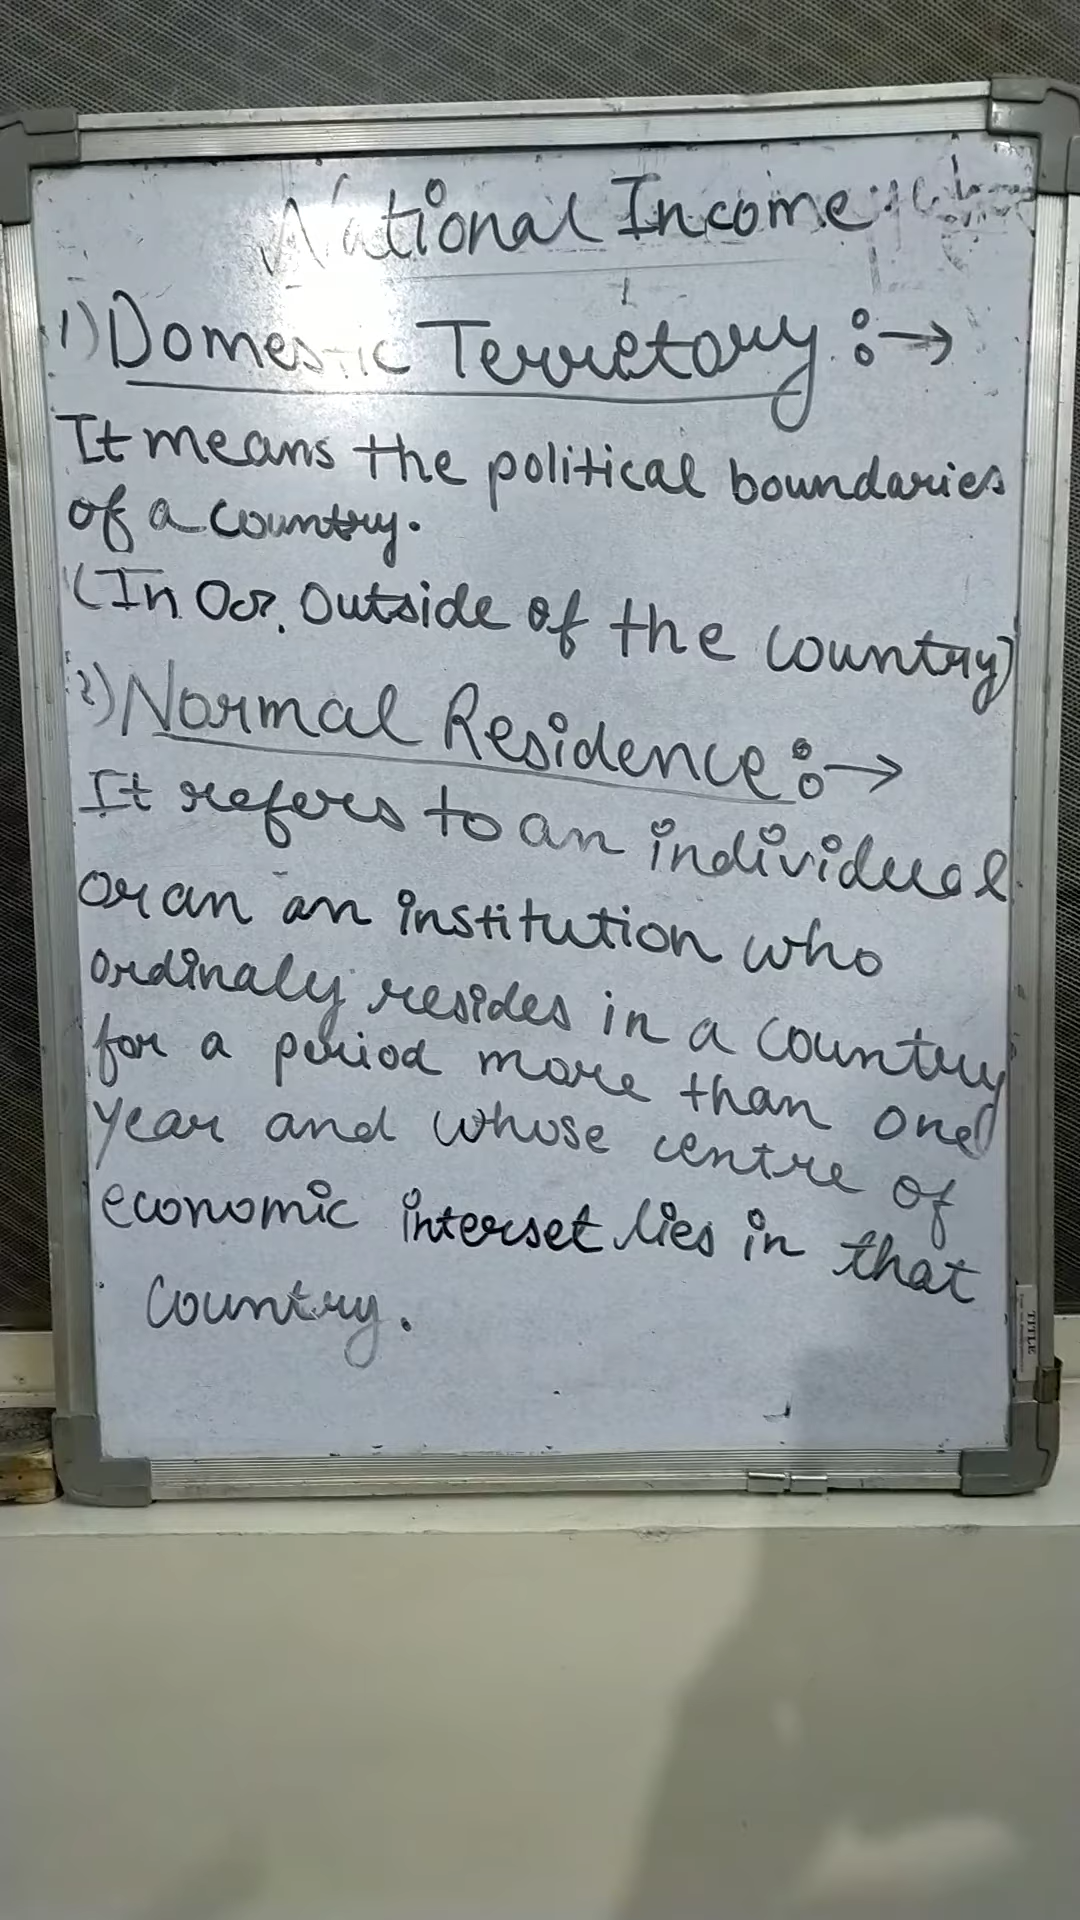 National Income
1) Domestic Terretory :→
It means the political boundaries
of a country.
(In Oor. Outside of the country)
2) Normal Residence :→
It refers to an individual
or an an institution who
ordinaly resides in a country
for a period more than one
year and whose centre of
economic interset lies in that
Country.
TITLE